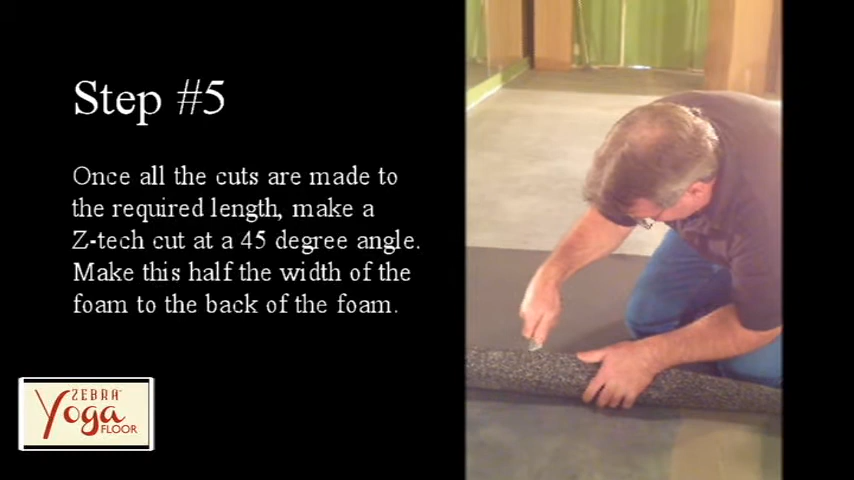 Step #5
Once all the cuts are made to
the required length, make a
Z-tech cut at a 45 degree angle.
Make this half the width of the
foam to the back of the foam.
ZEBRA
Yoga
FLOOR